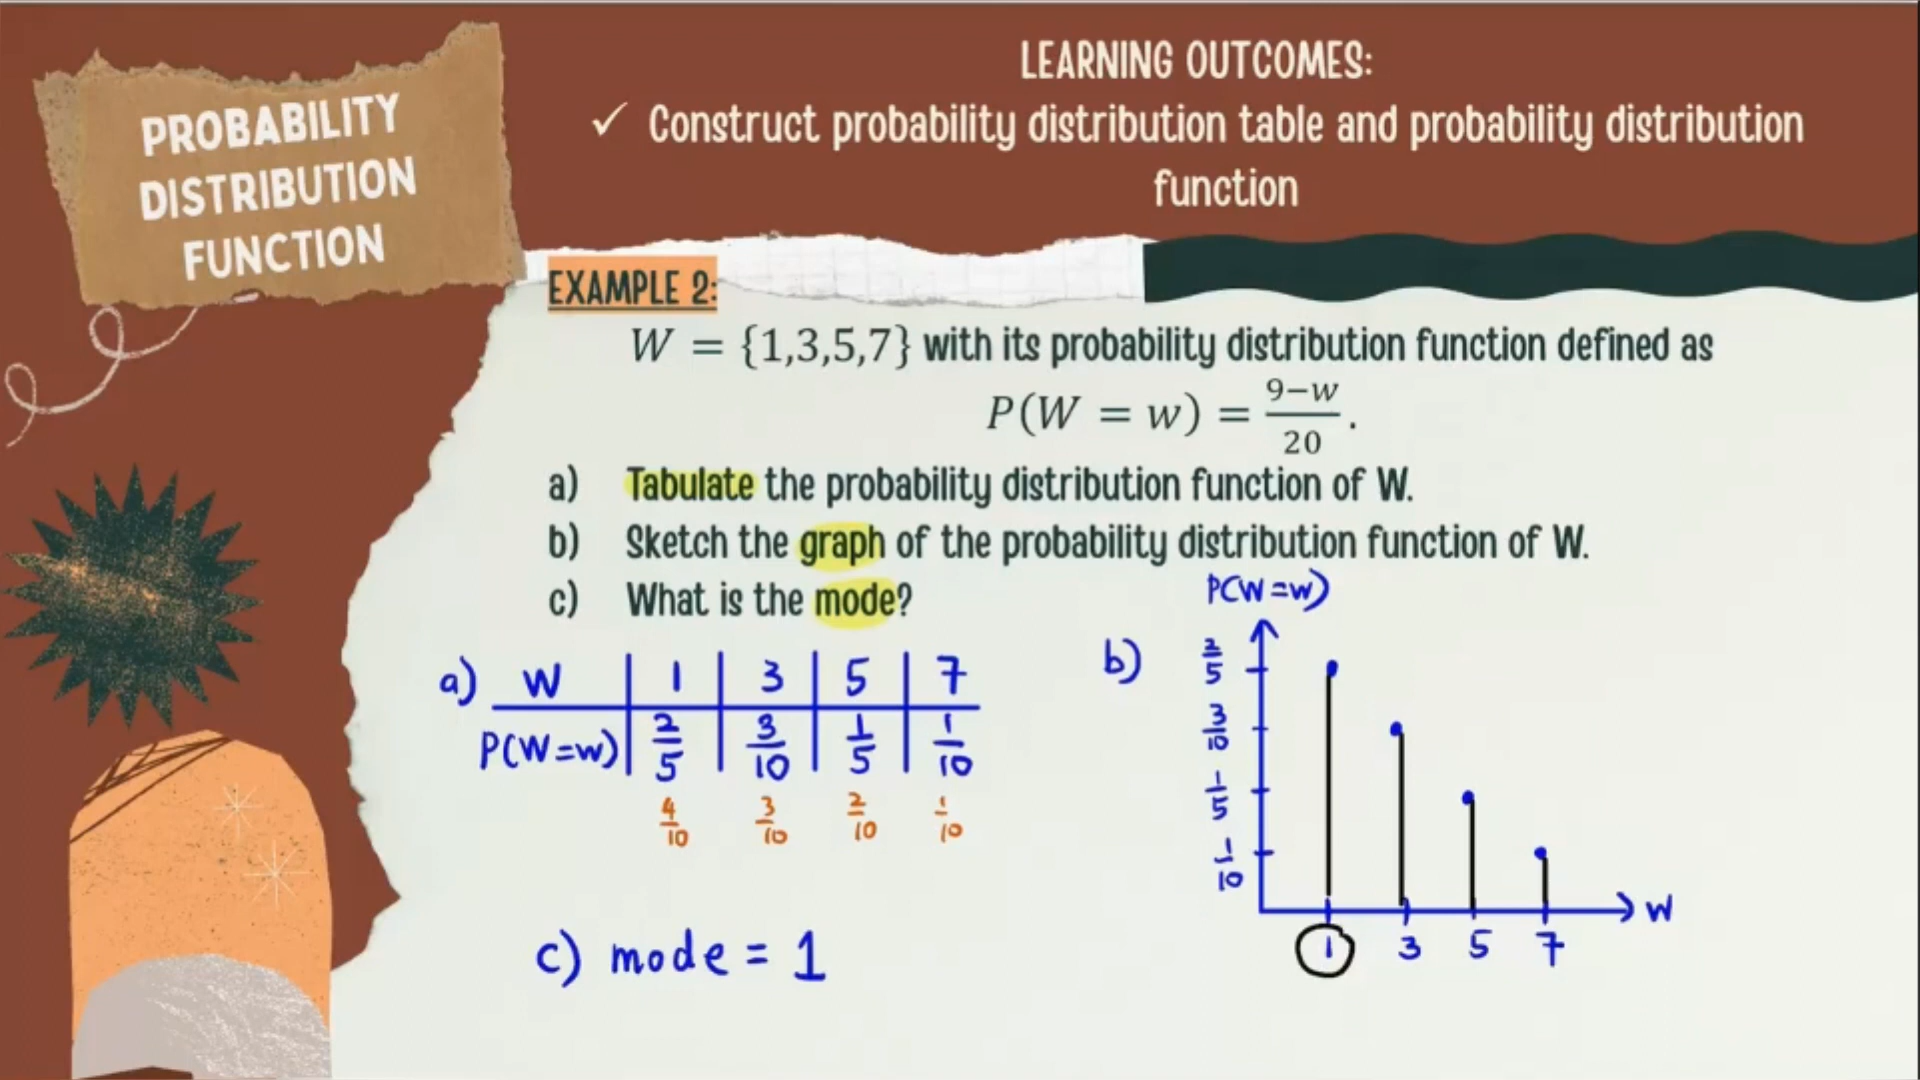 PROBABILITY
DISTRIBUTION
FUNCTION
LEARNING OUTCOMES:
✓ Construct probability distribution table and probability distribution
function
EXAMPLE 2:
W = {1,3,5,7} with its probability distribution function defined as
P(W = w) = 9−w/20.
a) Tabulate the probability distribution function of W.
b) Sketch the graph of the probability distribution function of W.
c) What is the mode?
a) W | 1 | 3 | 5 | 7
P(W=w) | 2/5 | 3/10 | 1/5 | 1/10
4/10 3/10 2/10 1/10
c) mode = 1
b) P(W=w)
2/5
3/10
1/5
1/10
W
1 3 5 7